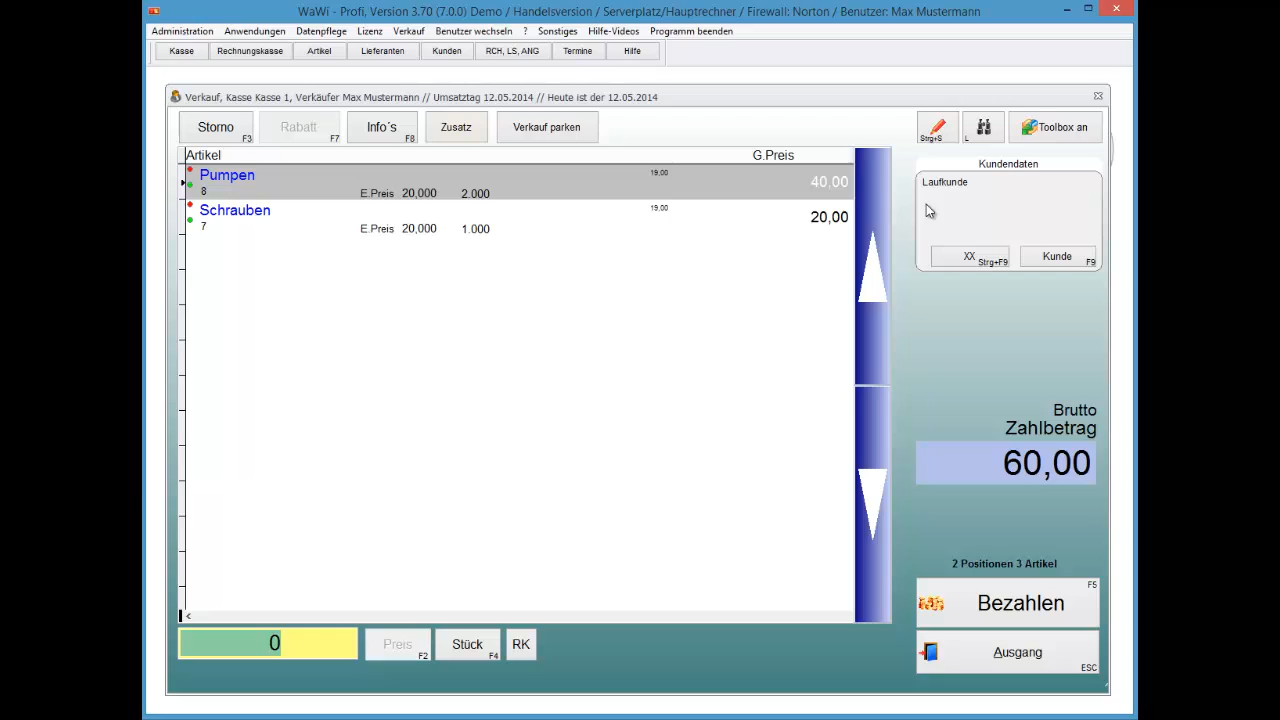 WaWi - Profi, Version 3.70 (7.0.0) Demo / Handelsversion / Serverplatz/Hauptrechner / Firewall: Norton / Benutzer: Max Mustermann
Administration Anwendungen Datenpflege Lizenz Verkauf Benutzer wechseln ? Sonstiges Hilfe-Videos Programm beenden
Kasse Rechnungskasse Artikel Lieferanten Kunden RCH, LS, ANG Termine Hilfe
Verkauf, Kasse Kasse 1, Verkäufer Max Mustermann // Umsatztag 12.05.2014 // Heute ist der 12.05.2014
Storno F3 Rabatt F7 Info´s F8 Zusatz Verkauf parken Strg+S L Toolbox an
Artikel G.Preis
Kundendaten
Pumpen 19,00 40,00
8 E.Preis 20,000 2.000
Laufkunde
Schrauben 19,00 20,00
7 E.Preis 20,000 1.000
XX Strg+F9 Kunde F9
Brutto
Zahlbetrag
60,00
2 Positionen 3 Artikel
Bezahlen F5
0 Preis F2 Stück F4 RK
Ausgang ESC